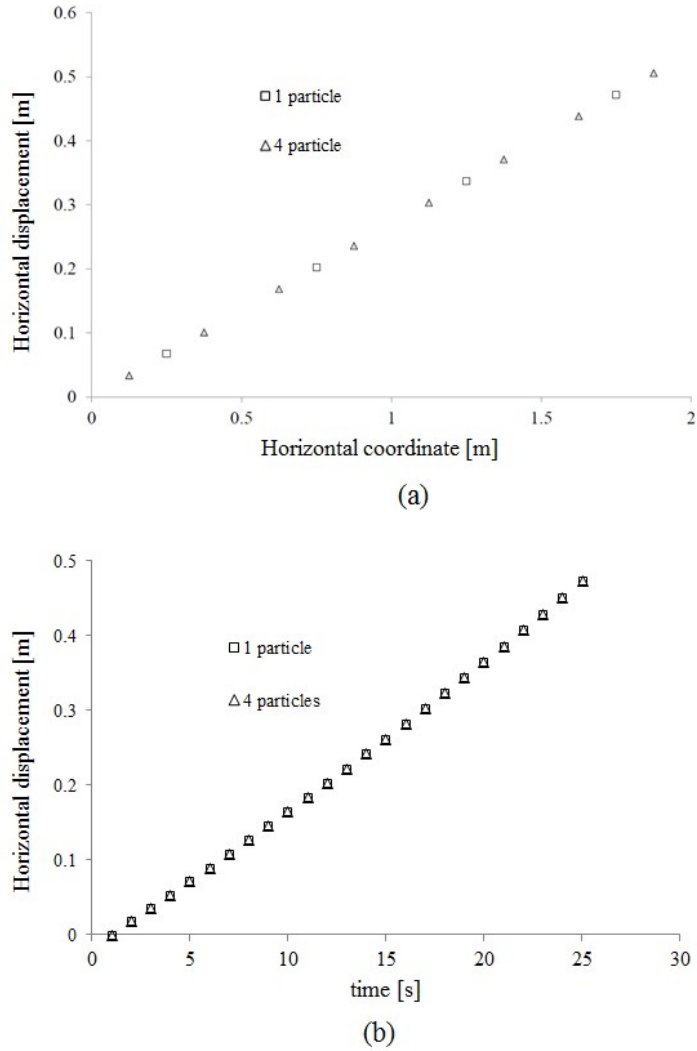 0.6
0.5
0.4
0.3
0.2
0.1
0
Horizontal displacement [m]
1 particle
4 particle
0 0.5 1 1.5 2
Horizontal coordinate [m]
(a)
0.5
0.4
0.3
0.2
0.1
0
Horizontal displacement [m]
1 particle
4 particles
0 5 10 15 20 25 30
time [s]
(b)